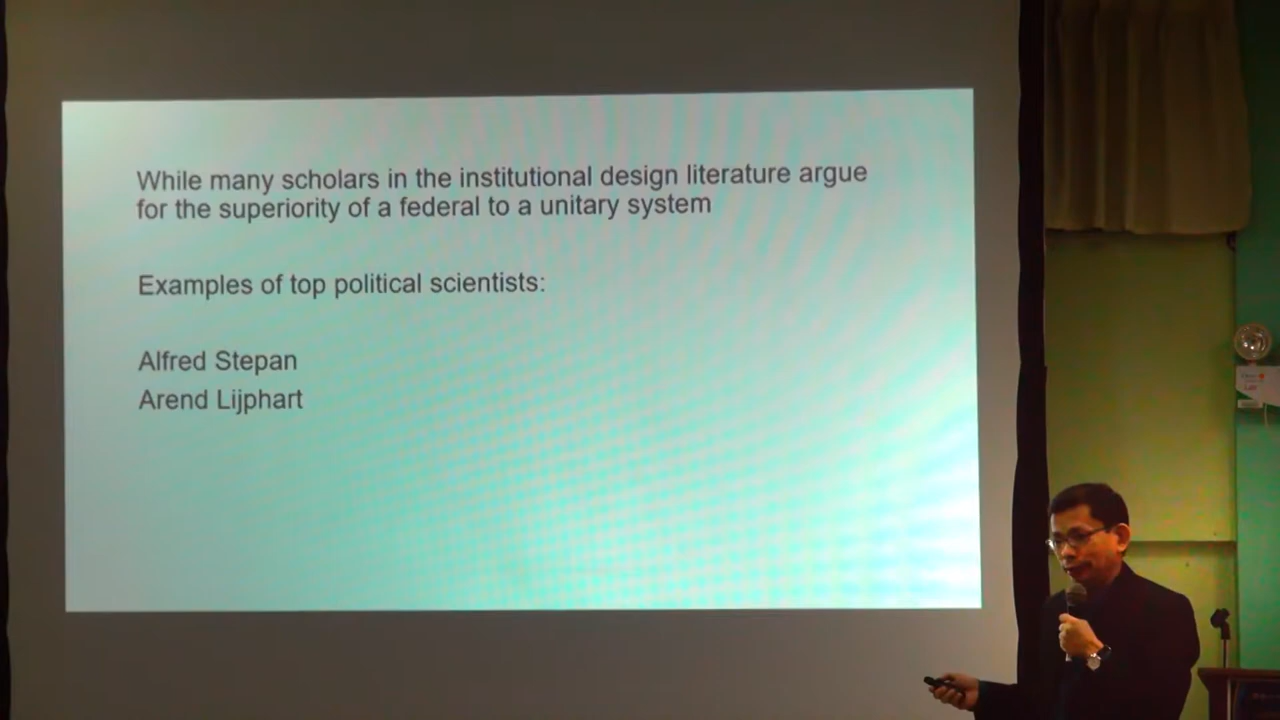 While many scholars in the institutional design literature argue
for the superiority of a federal to a unitary system
Examples of top political scientists:
Alfred Stepan
Arend Lijphart